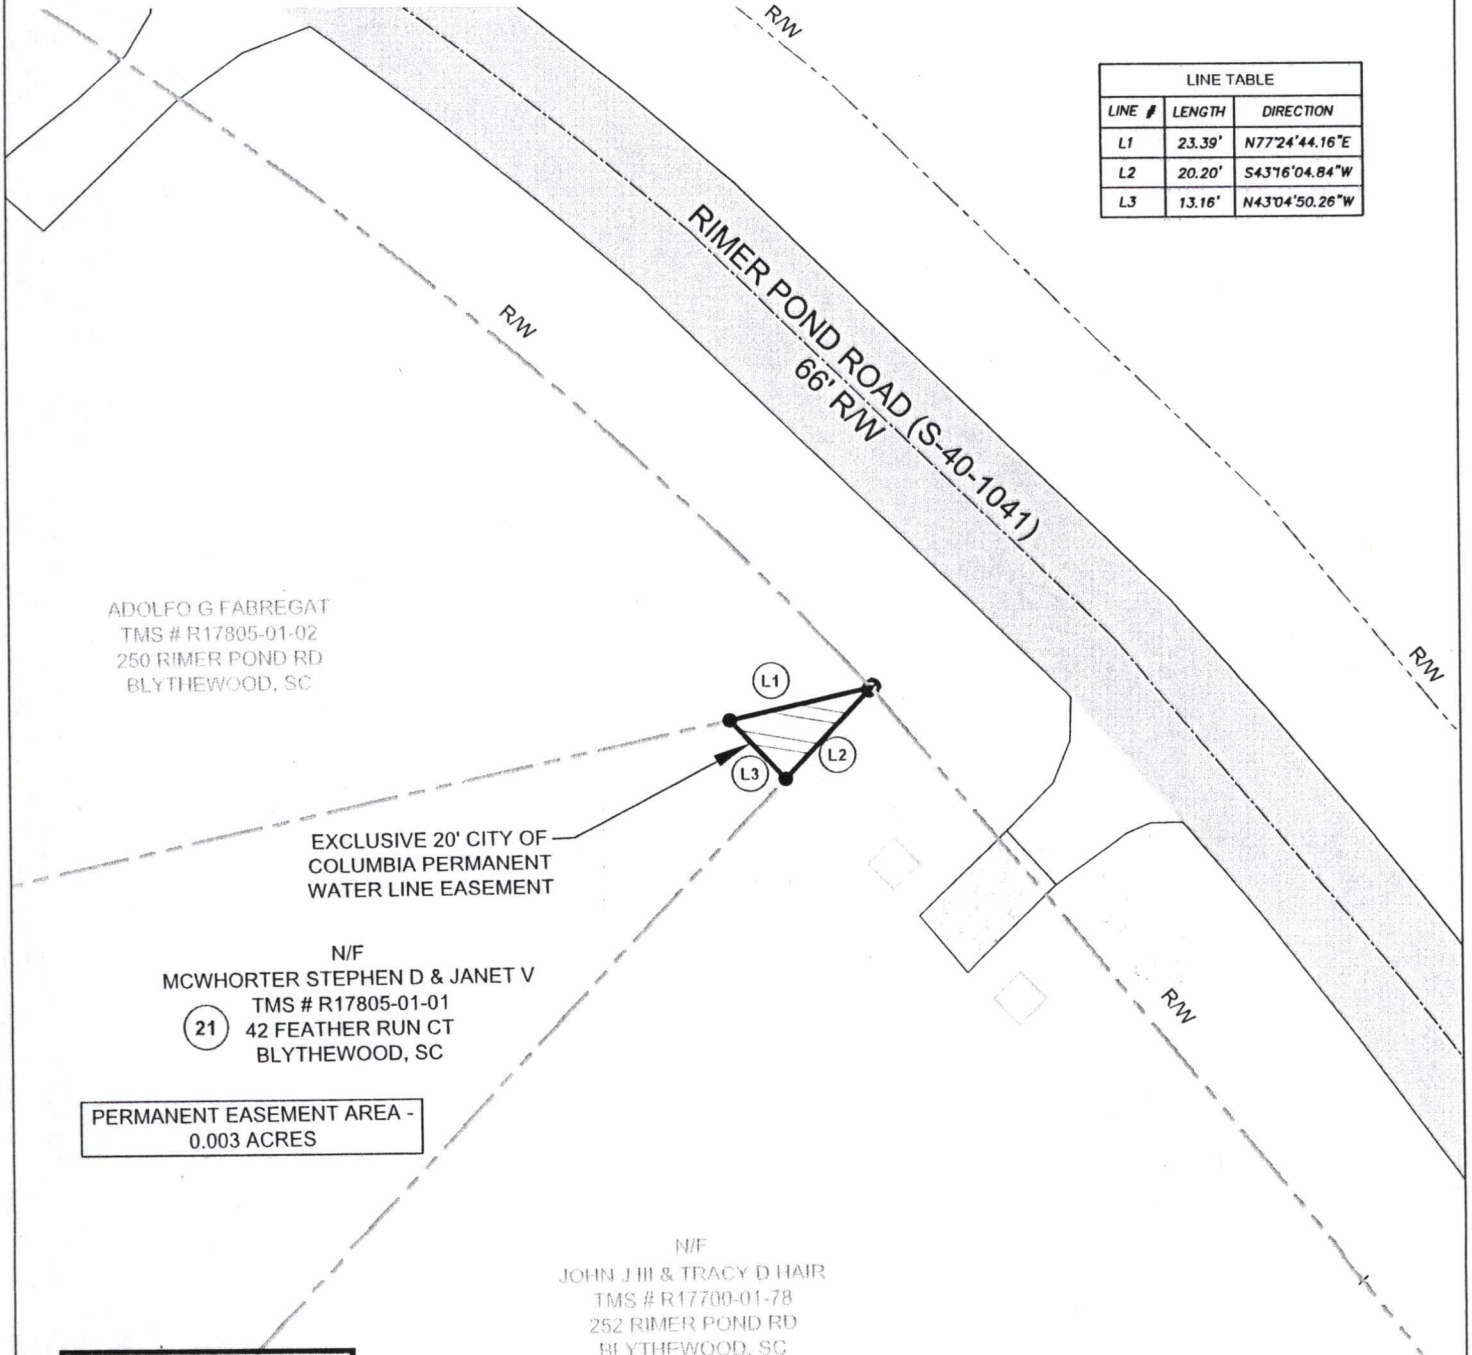 R/W
LINE TABLE
LINE # LENGTH DIRECTION
L1 23.39' N77°24'44.16"E
L2 20.20' S43°16'04.84"W
L3 13.16' N43°04'50.26"W
R/W
RIMER POND ROAD (S-40-1041)
66' R/W
R/W
ADOLFO G FABREGAT
TMS # R17805-01-02
250 RIMER POND RD
BLYTHEWOOD, SC
L1
L2
L3
EXCLUSIVE 20' CITY OF
COLUMBIA PERMANENT
WATER LINE EASEMENT
N/F
MCWHORTER STEPHEN D & JANET V
TMS # R17805-01-01
21 42 FEATHER RUN CT
BLYTHEWOOD, SC
R/W
PERMANENT EASEMENT AREA -
0.003 ACRES
N/F
JOHN J III & TRACY D HAIR
TMS # R17700-01-78
252 RIMER POND RD
BLYTHEWOOD, SC